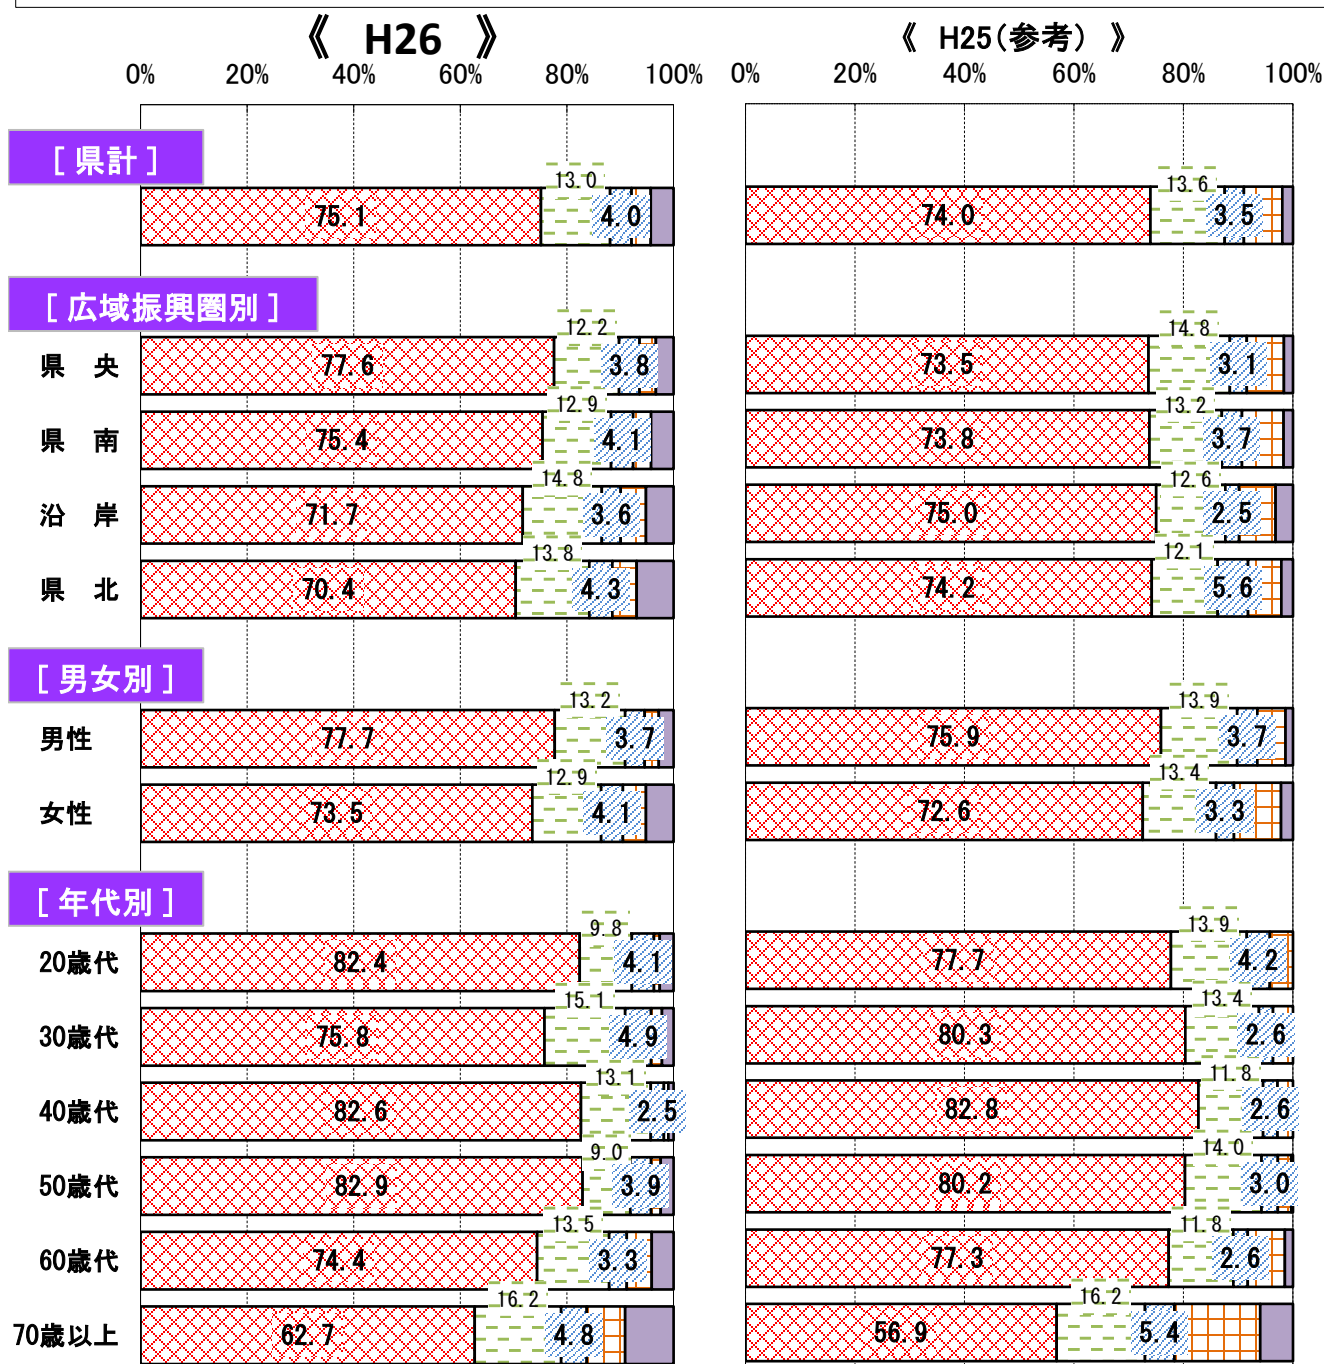 《 H26 》
《 H25(参考) 》
0% 20% 40% 60% 80% 100%
0% 20% 40% 60% 80% 100%
[ 県計 ]
75.1 13.0 4.0
74.0 13.6 3.5
[ 広域振興圏別 ]
県 央 77.6 12.2 3.8
73.5 14.8 3.1
県 南 75.4 12.9 4.1
73.8 13.2 3.7
沿 岸 71.7 14.8 3.6
75.0 12.6 2.5
県 北 70.4 13.8 4.3
74.2 12.1 5.6
[ 男女別 ]
男性 77.7 13.2 3.7
75.9 13.9 3.7
女性 73.5 12.9 4.1
72.6 13.4 3.3
[ 年代別 ]
20歳代 82.4 9.8 4.1
77.7 13.9 4.2
30歳代 75.8 15.1 4.9
80.3 13.4 2.6
40歳代 82.6 13.1 2.5
82.8 11.8 2.6
50歳代 82.9 9.0 3.9
80.2 14.0 3.0
60歳代 74.4 13.5 3.3
77.3 11.8 2.6
70歳以上 62.7 16.2 4.8
56.9 16.2 5.4